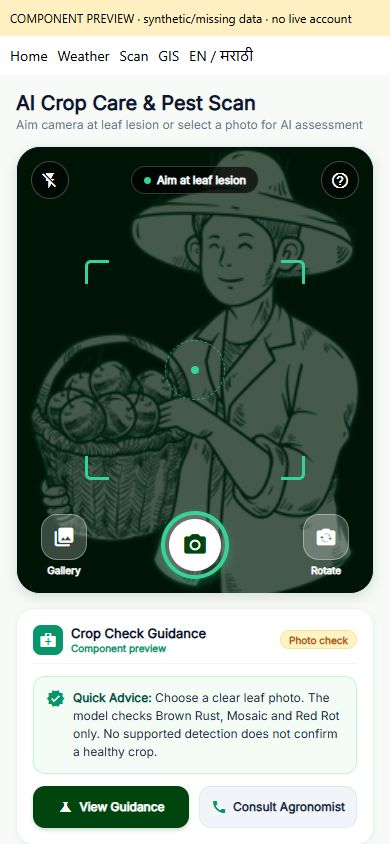 COMPONENT PREVIEW · synthetic/missing data · no live account
Home Weather Scan GIS EN / मराठी
AI Crop Care & Pest Scan
Aim camera at leaf lesion or select a photo for AI assessment
Aim at leaf lesion
Gallery
Rotate
Crop Check Guidance
Component preview
Photo check
Quick Advice: Choose a clear leaf photo. The
model checks Brown Rust, Mosaic and Red Rot
only. No supported detection does not confirm
a healthy crop.
View Guidance
Consult Agronomist